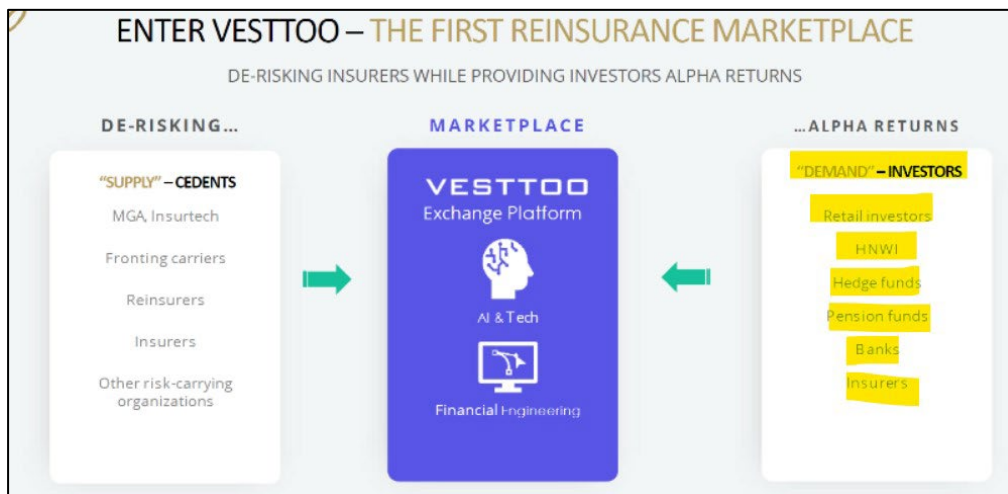 ENTER VESTTOO – THE FIRST REINSURANCE MARKETPLACE
DE-RISKING INSURERS WHILE PROVIDING INVESTORS ALPHA RETURNS
DE-RISKING...
"SUPPLY" – CEDENTS
MGA, Insurtech
Fronting carriers
Reinsurers
Insurers
Other risk-carrying
organizations
MARKETPLACE
VESTTOO
Exchange Platform
AI & Tech
Financial Engineering
...ALPHA RETURNS
"DEMAND" – INVESTORS
Retail investors
HNWI
Hedge funds
Pension funds
Banks
Insurers